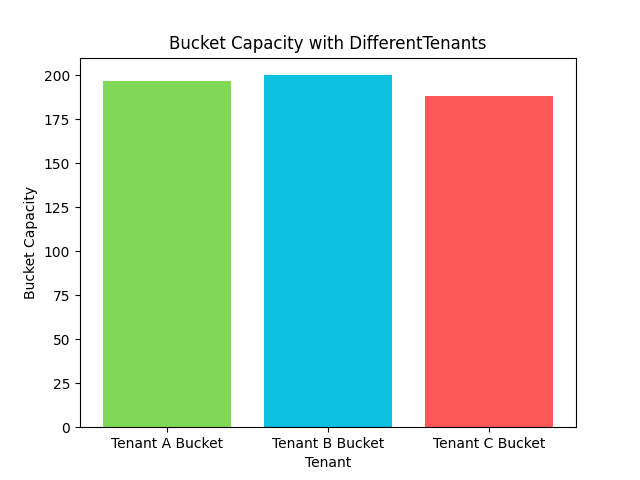 Bucket Capacity with DifferentTenants
200
175
150
125
100
75
50
25
0
Bucket Capacity
Tenant A Bucket
Tenant B Bucket
Tenant C Bucket
Tenant